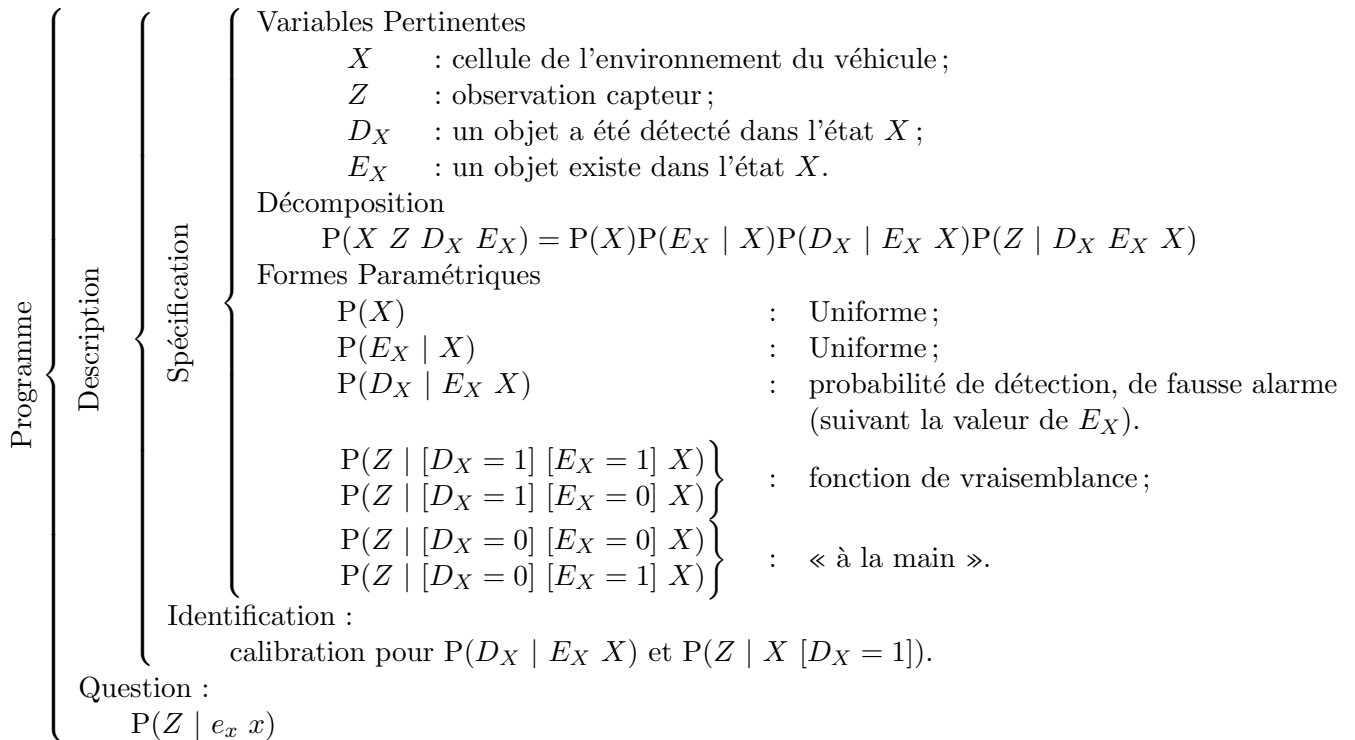 Programme
Description
Spécification
Variables Pertinentes
X : cellule de l'environnement du véhicule ;
Z : observation capteur ;
D_X : un objet a été détecté dans l'état X ;
E_X : un objet existe dans l'état X.
Décomposition
P(X Z D_X E_X) = P(X)P(E_X | X)P(D_X | E_X X)P(Z | D_X E_X X)
Formes Paramétriques
P(X) : Uniforme ;
P(E_X | X) : Uniforme ;
P(D_X | E_X X) : probabilité de détection, de fausse alarme
(suivant la valeur de E_X).
P(Z | [D_X = 1] [E_X = 1] X)
P(Z | [D_X = 1] [E_X = 0] X) : fonction de vraisemblance ;
P(Z | [D_X = 0] [E_X = 0] X)
P(Z | [D_X = 0] [E_X = 1] X) : « à la main ».
Identification :
calibration pour P(D_X | E_X X) et P(Z | X [D_X = 1]).
Question :
P(Z | e_x x)